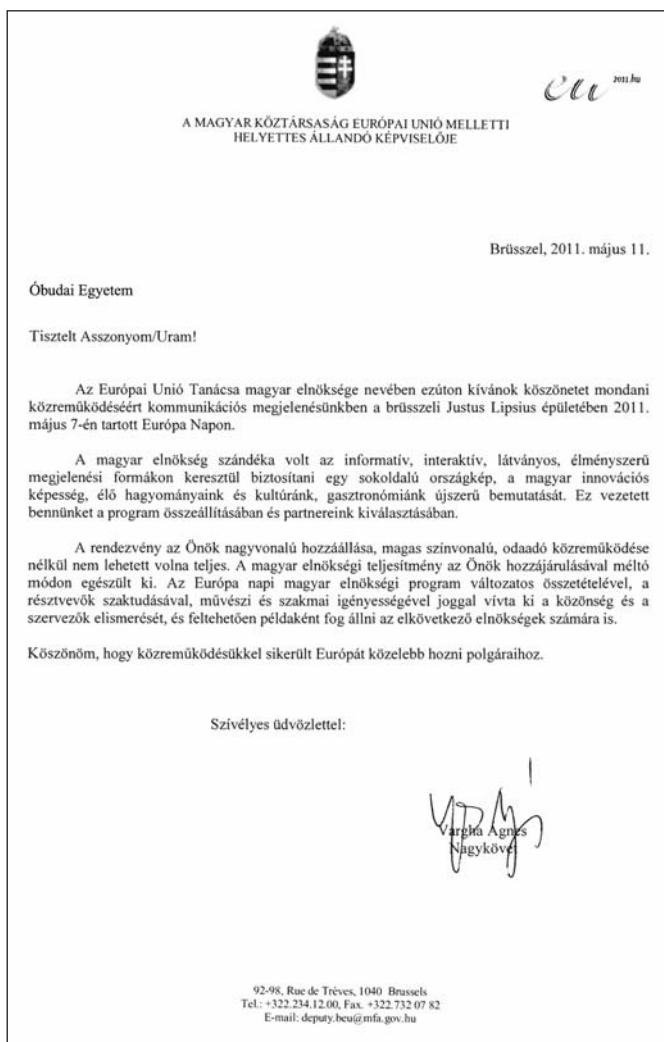 eu 2011.hu
A MAGYAR KÖZTÁRSASÁG EURÓPAI UNIÓ MELLETTI
HELYETTES ÁLLANDÓ KÉPVISELŐJE
Brüsszel, 2011. május 11.
Óbudai Egyetem
Tisztelt Asszonyom/Uram!
Az Európai Unió Tanácsa magyar elnöksége nevében ezúton kívánok köszönetet mondani
közreműködéséért kommunikációs megjelenésünkben a brüsszeli Justus Lipsius épületében 2011.
május 7-én tartott Európa Napon.
A magyar elnökség szándéka volt az informatív, interaktív, látványos, élményszerű
megjelenési formákon keresztül biztosítani egy sokoldalú országkép, a magyar innovációs
képesség, élő hagyományaink és kultúránk, gasztronómiánk újszerű bemutatását. Ez vezetett
bennünket a program összeállításában és partnereink kiválasztásában.
A rendezvény az Önök nagyvonalú hozzáállása, magas színvonalú, odaadó közreműködése
nélkül nem lehetett volna teljes. A magyar elnökségi teljesítmény az Önök hozzájárulásával méltó
módon egészült ki. Az Európa napi magyar elnökségi program változatos összetételével, a
résztvevők szaktudásával, művészi és szakmai igényességével joggal vívta ki a közönség és a
szervezők elismerését, és feltehetően példaként fog állni az elkövetkező elnökségek számára is.
Köszönöm, hogy közreműködésükkel sikerült Európát közelebb hozni polgáraihoz.
Szívélyes üdvözlettel:
Vargha Ágnes
Nagykövet
92-98, Rue de Trèves, 1040 Brussels
Tel.: +322.234.12.00, Fax. +322.732 07 82
E-mail: deputy.beu@mfa.gov.hu